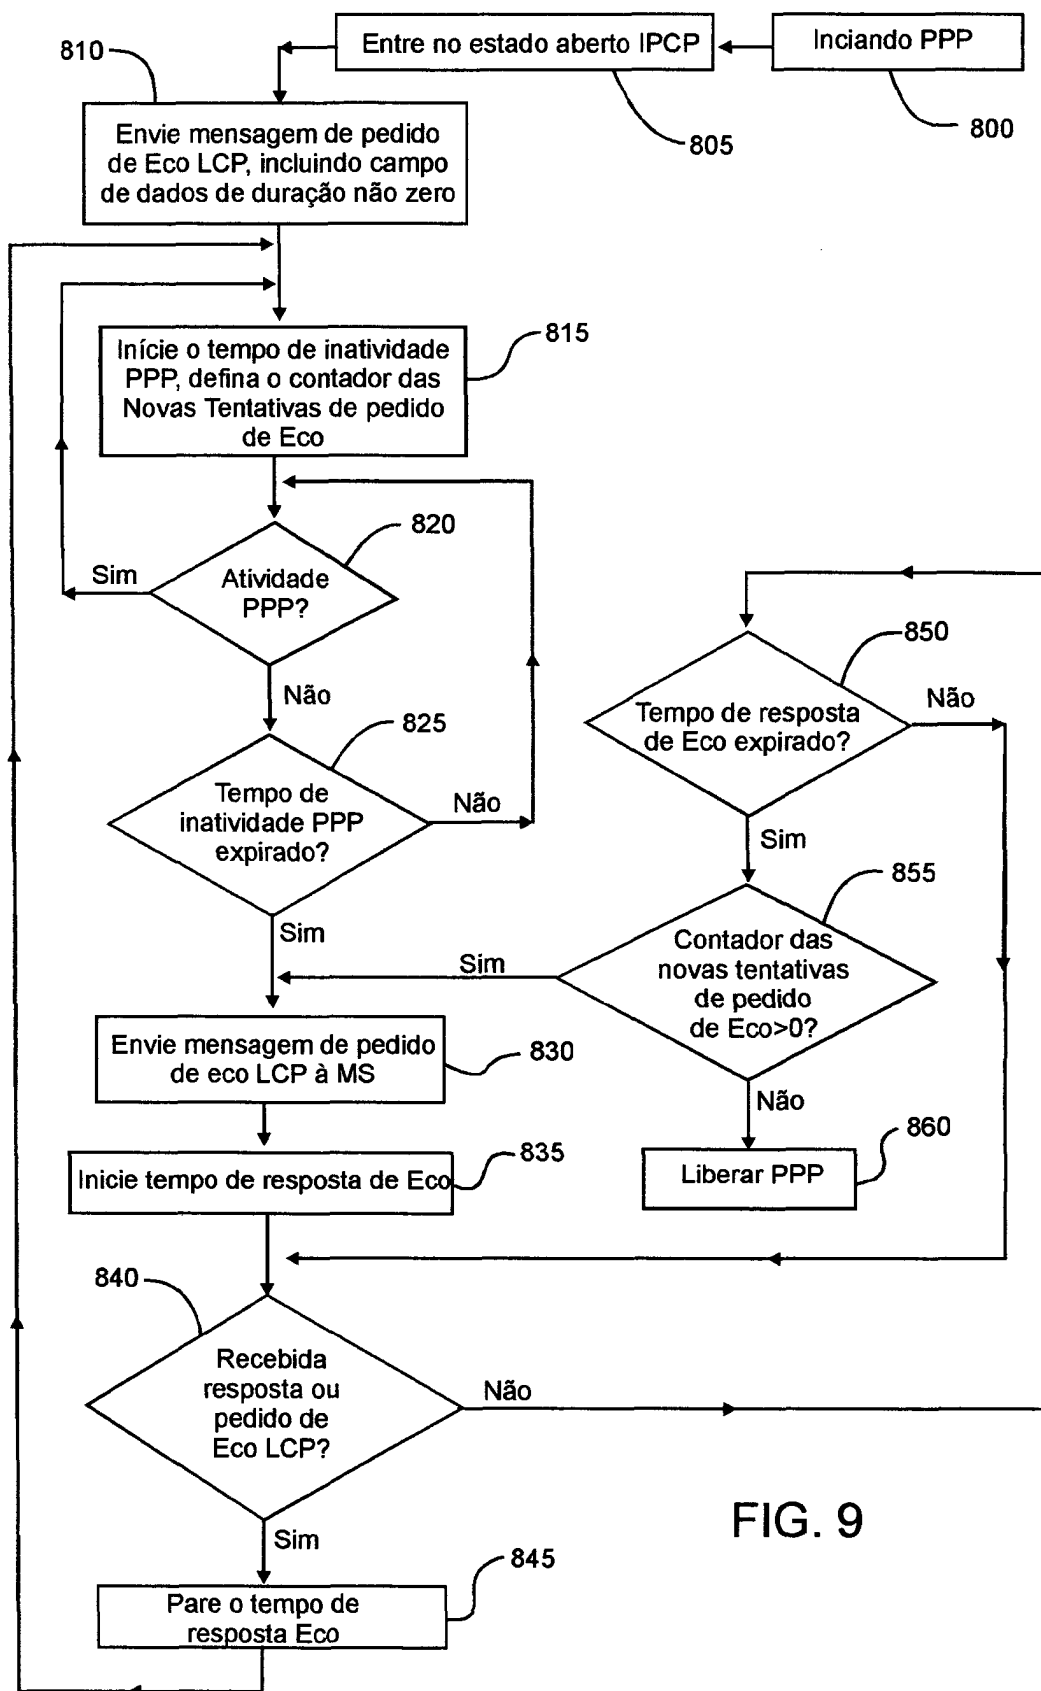 Inciando PPP
800
Entre no estado aberto IPCP
805
810
Envie mensagem de pedido
de Eco LCP, incluindo campo
de dados de duração não zero
815
Iníc​ie o tempo de inatividade
PPP, defina o contador das
Novas Tentativas de pedido
de Eco
820
Atividade
PPP?
Sim
Não
825
Tempo de
inatividade PPP
expirado?
Não
Sim
850
Tempo de resposta
de Eco expirado?
Não
Sim
855
Contador das
novas tentativas
de pedido
de Eco>0?
Sim
Não
860
Liberar PPP
Envie mensagem de pedido
de eco LCP à MS
830
Inicie tempo de resposta de Eco
835
840
Recebida
resposta ou
pedido de
Eco LCP?
Não
Sim
845
Pare o tempo de
resposta Eco
FIG. 9